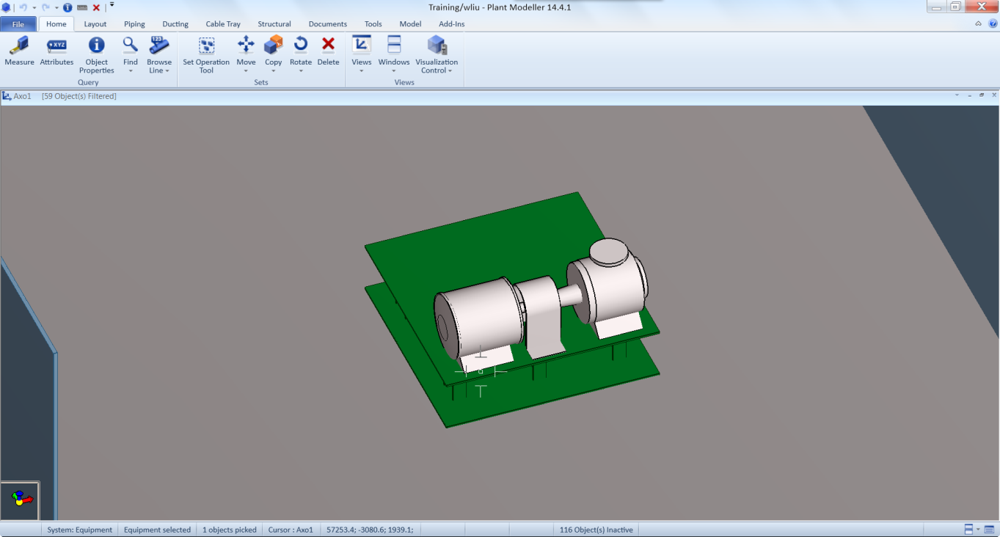 Training/wliu - Plant Modeller 14.4.1
File Home Layout Piping Ducting Cable Tray Structural Documents Tools Model Add-Ins
Measure Attributes Object Properties Find Browse Line Set Operation Tool Move Copy Rotate Delete Views Windows Visualization Control
XYZ
123
Query Sets Views
Axo1 [59 Object(s) Filtered]
System: Equipment Equipment selected 1 objects picked Cursor : Axo1 57253.4; -3080.6; 1939.1; 116 Object(s) Inactive